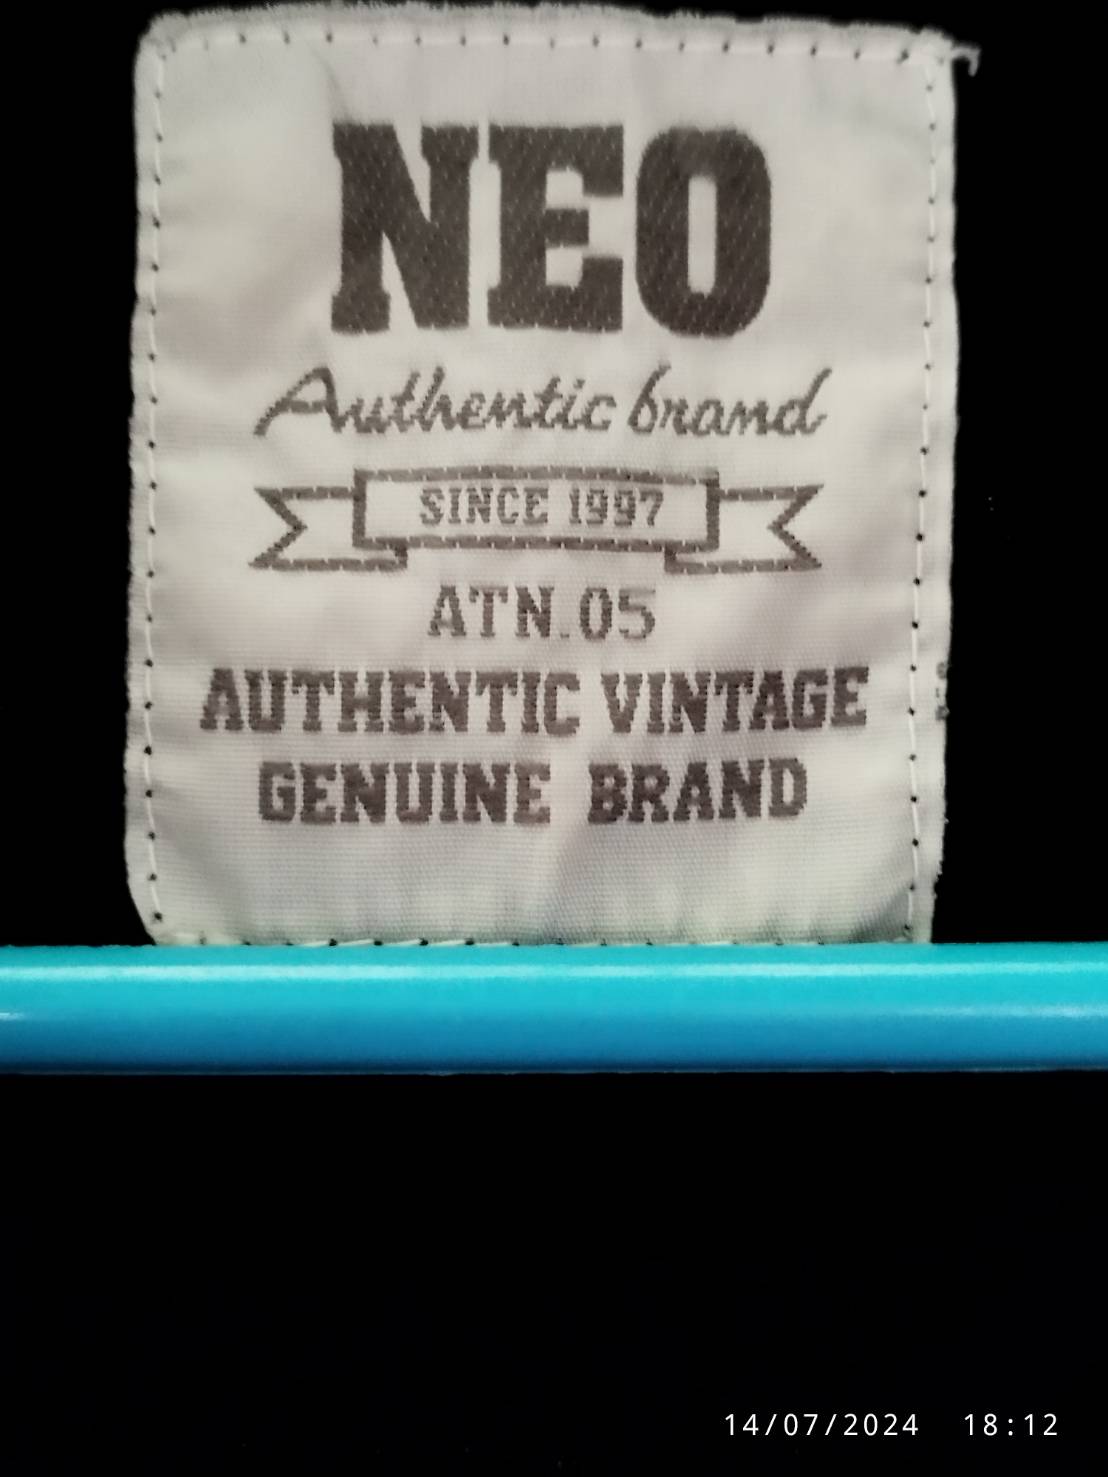 NEO
Authentic brand
SINCE 1997
ATN.05
AUTHENTIC VINTAGE
GENUINE BRAND
14/07/2024 18:12